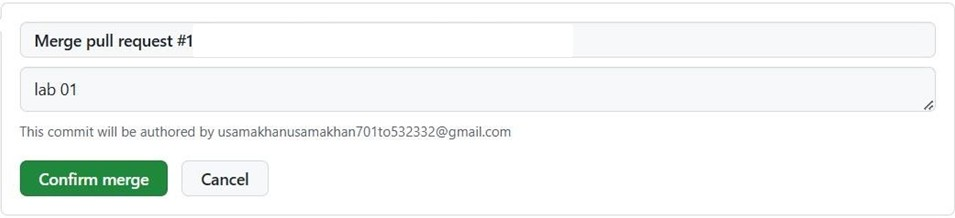 Merge pull request #1
lab 01
This commit will be authored by usamakhanusamakhan701to532332@gmail.com
Confirm merge
Cancel